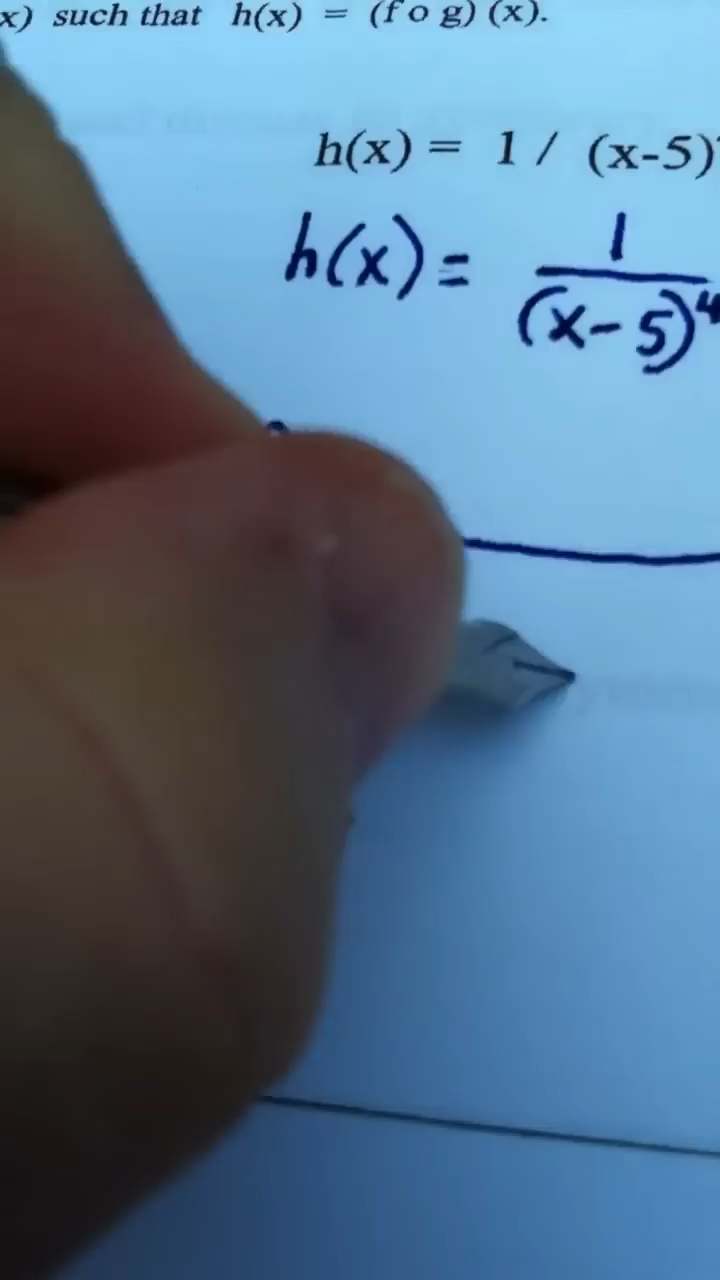 x) such that h(x) = (f o g) (x).
h(x) = 1 / (x-5)
h(x) = 1
(x-5)4